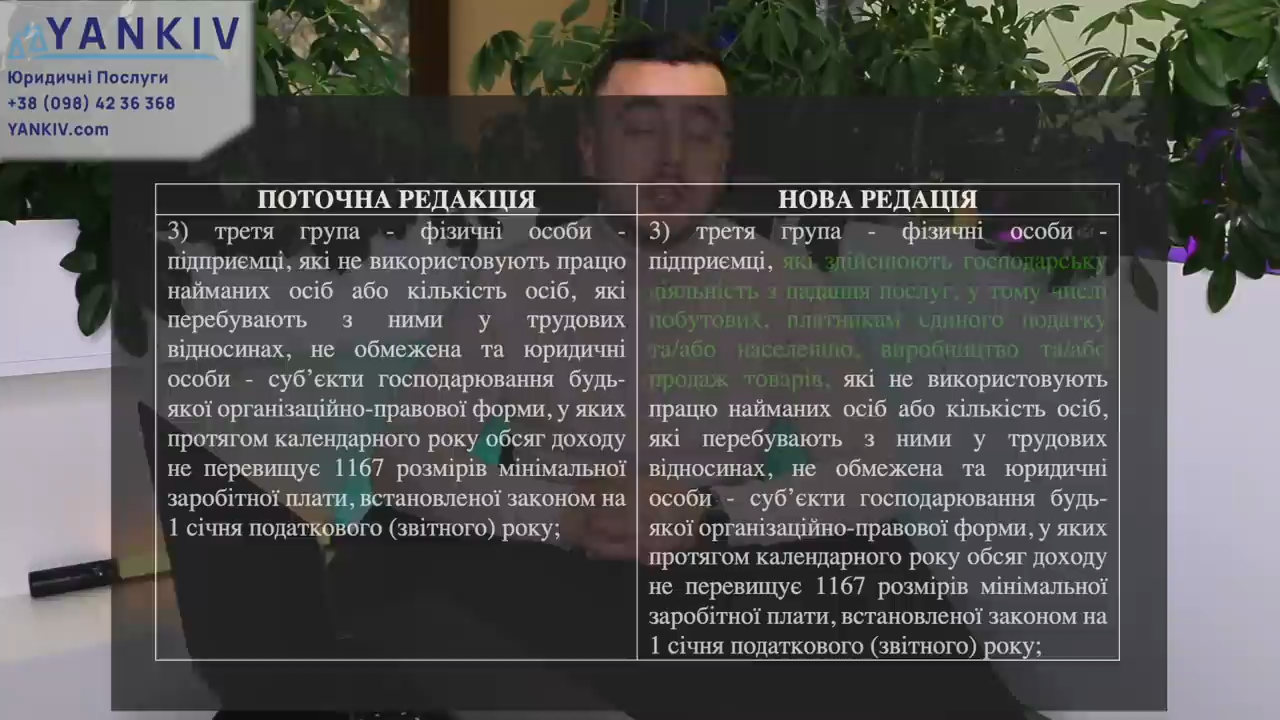 YANKIV
Юридичні Послуги
+38 (098) 42 36 368
YANKIV.com
ПОТОЧНА РЕДАКЦІЯ
3) третя група - фізичні особи -
підприємці, які не використовують працю
найманих осіб або кількість осіб, які
перебувають з ними у трудових
відносинах, не обмежена та юридичні
особи - суб’єкти господарювання будь-
якої організаційно-правової форми, у яких
протягом календарного року обсяг доходу
не перевищує 1167 розмірів мінімальної
заробітної плати, встановленої законом на
1 січня податкового (звітного) року;
НОВА РЕДАЦІЯ
3) третя група - фізичні особи -
підприємці, які здійснюють господарську
діяльність з надання послуг, у тому числі
побутових, платникам єдиного податку
та/або населенню, виробництво та/або
продаж товарів, які не використовують
працю найманих осіб або кількість осіб,
які перебувають з ними у трудових
відносинах, не обмежена та юридичні
особи - суб’єкти господарювання будь-
якої організаційно-правової форми, у яких
протягом календарного року обсяг доходу
не перевищує 1167 розмірів мінімальної
заробітної плати, встановленої законом на
1 січня податкового (звітного) року;